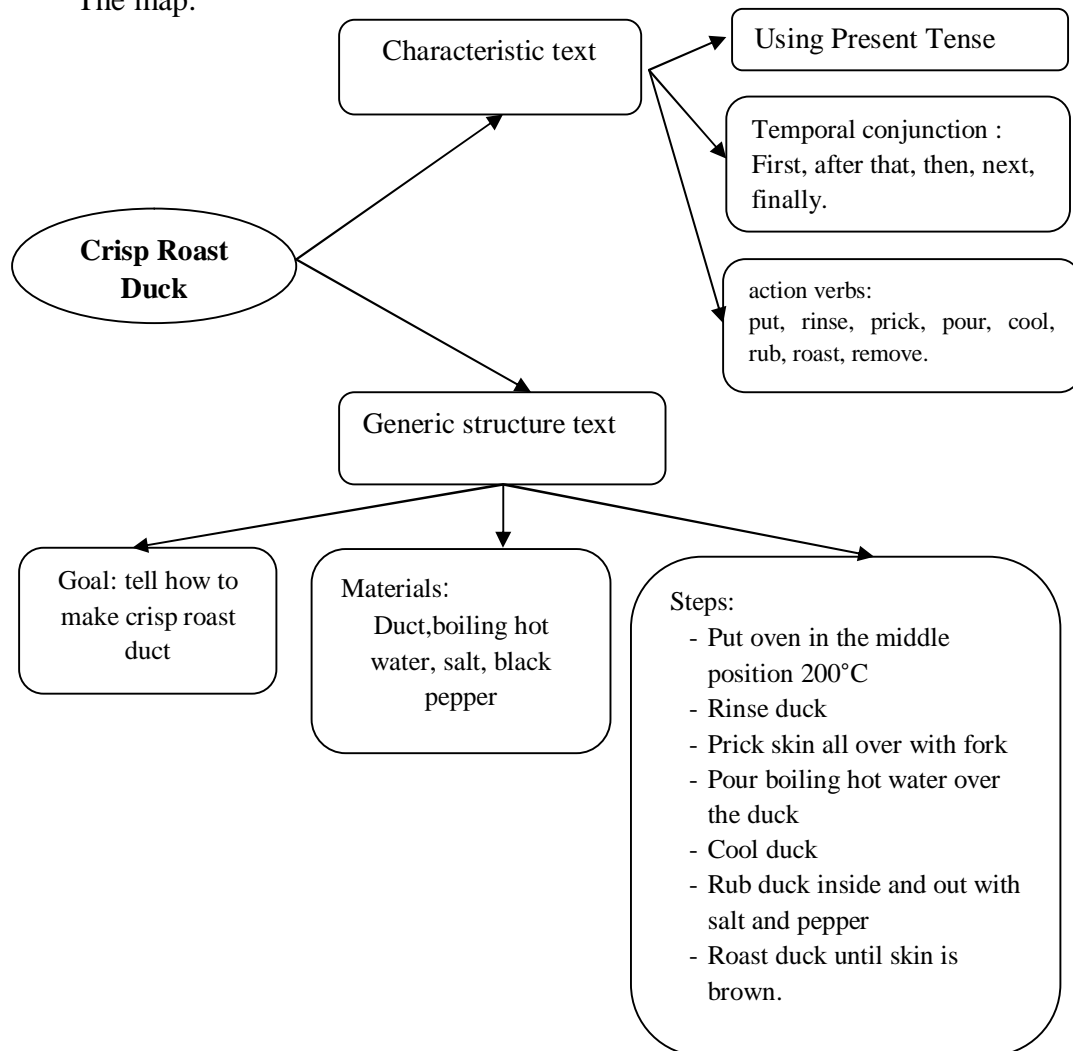 The map:
Characteristic text
Using Present Tense
Temporal conjunction :
First, after that, then, next,
finally.
action verbs:
put, rinse, prick, pour, cool,
rub, roast, remove.
Crisp Roast
Duck
Generic structure text
Goal: tell how to
make crisp roast
duct
Materials:
Duct,boiling hot
water, salt, black
pepper
Steps:
- Put oven in the middle
position 200°C
- Rinse duck
- Prick skin all over with fork
- Pour boiling hot water over
the duck
- Cool duck
- Rub duck inside and out with
salt and pepper
- Roast duck until skin is
brown.